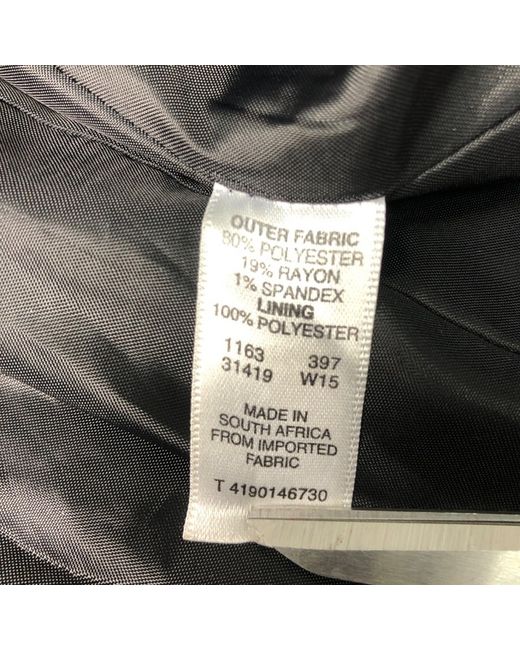 OUTER FABRIC
80% POLYESTER
19% RAYON
1% SPANDEX
LINING
100% POLYESTER
1163 397
31419 W15
MADE IN
SOUTH AFRICA
FROM IMPORTED
FABRIC
T 4190146730